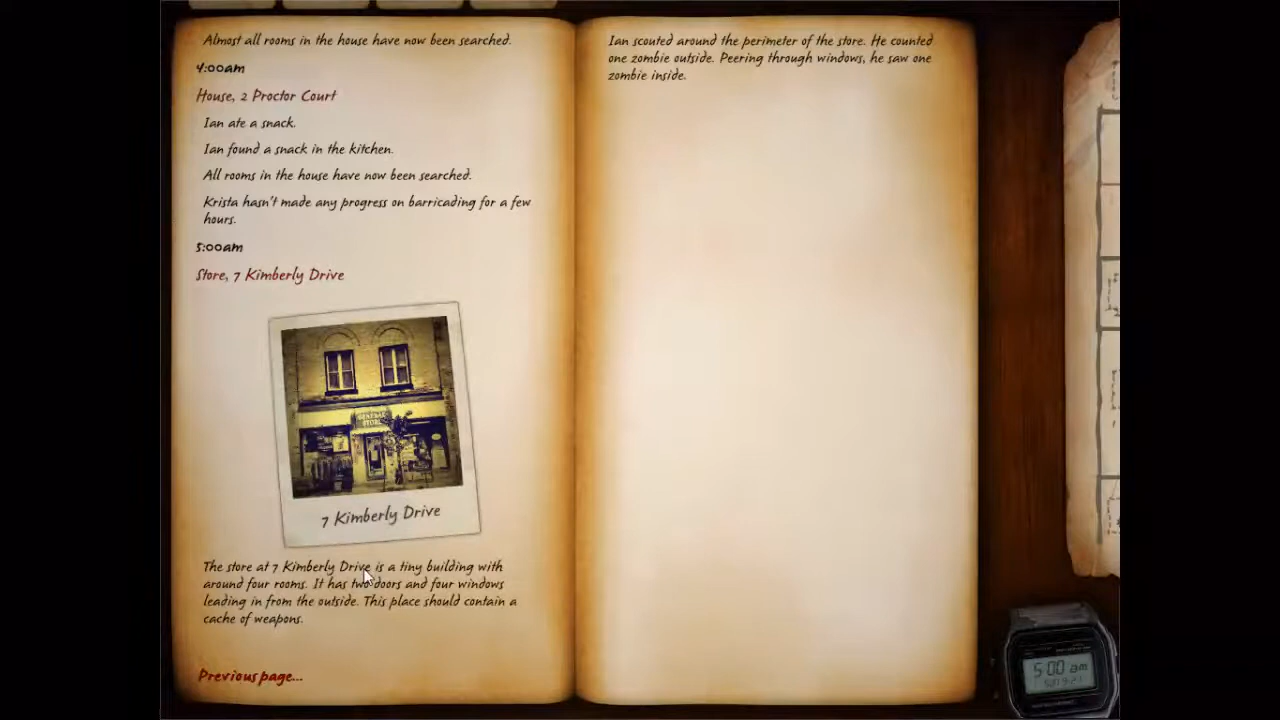 Almost all rooms in the house have now been searched.
4:00am
House, 2 Proctor Court
Ian ate a snack.
Ian found a snack in the kitchen.
All rooms in the house have now been searched.
Krista hasn't made any progress on barricading for a few
hours.
5:00am
Store, 7 Kimberly Drive
GENERAL
STORE
7 Kimberly Drive
The store at 7 Kimberly Drive is a tiny building with
around four rooms. It has two doors and four windows
leading in from the outside. This place should contain a
cache of weapons.
Previous page...
Ian scouted around the perimeter of the store. He counted
one zombie outside. Peering through windows, he saw one
zombie inside.
5:00 am